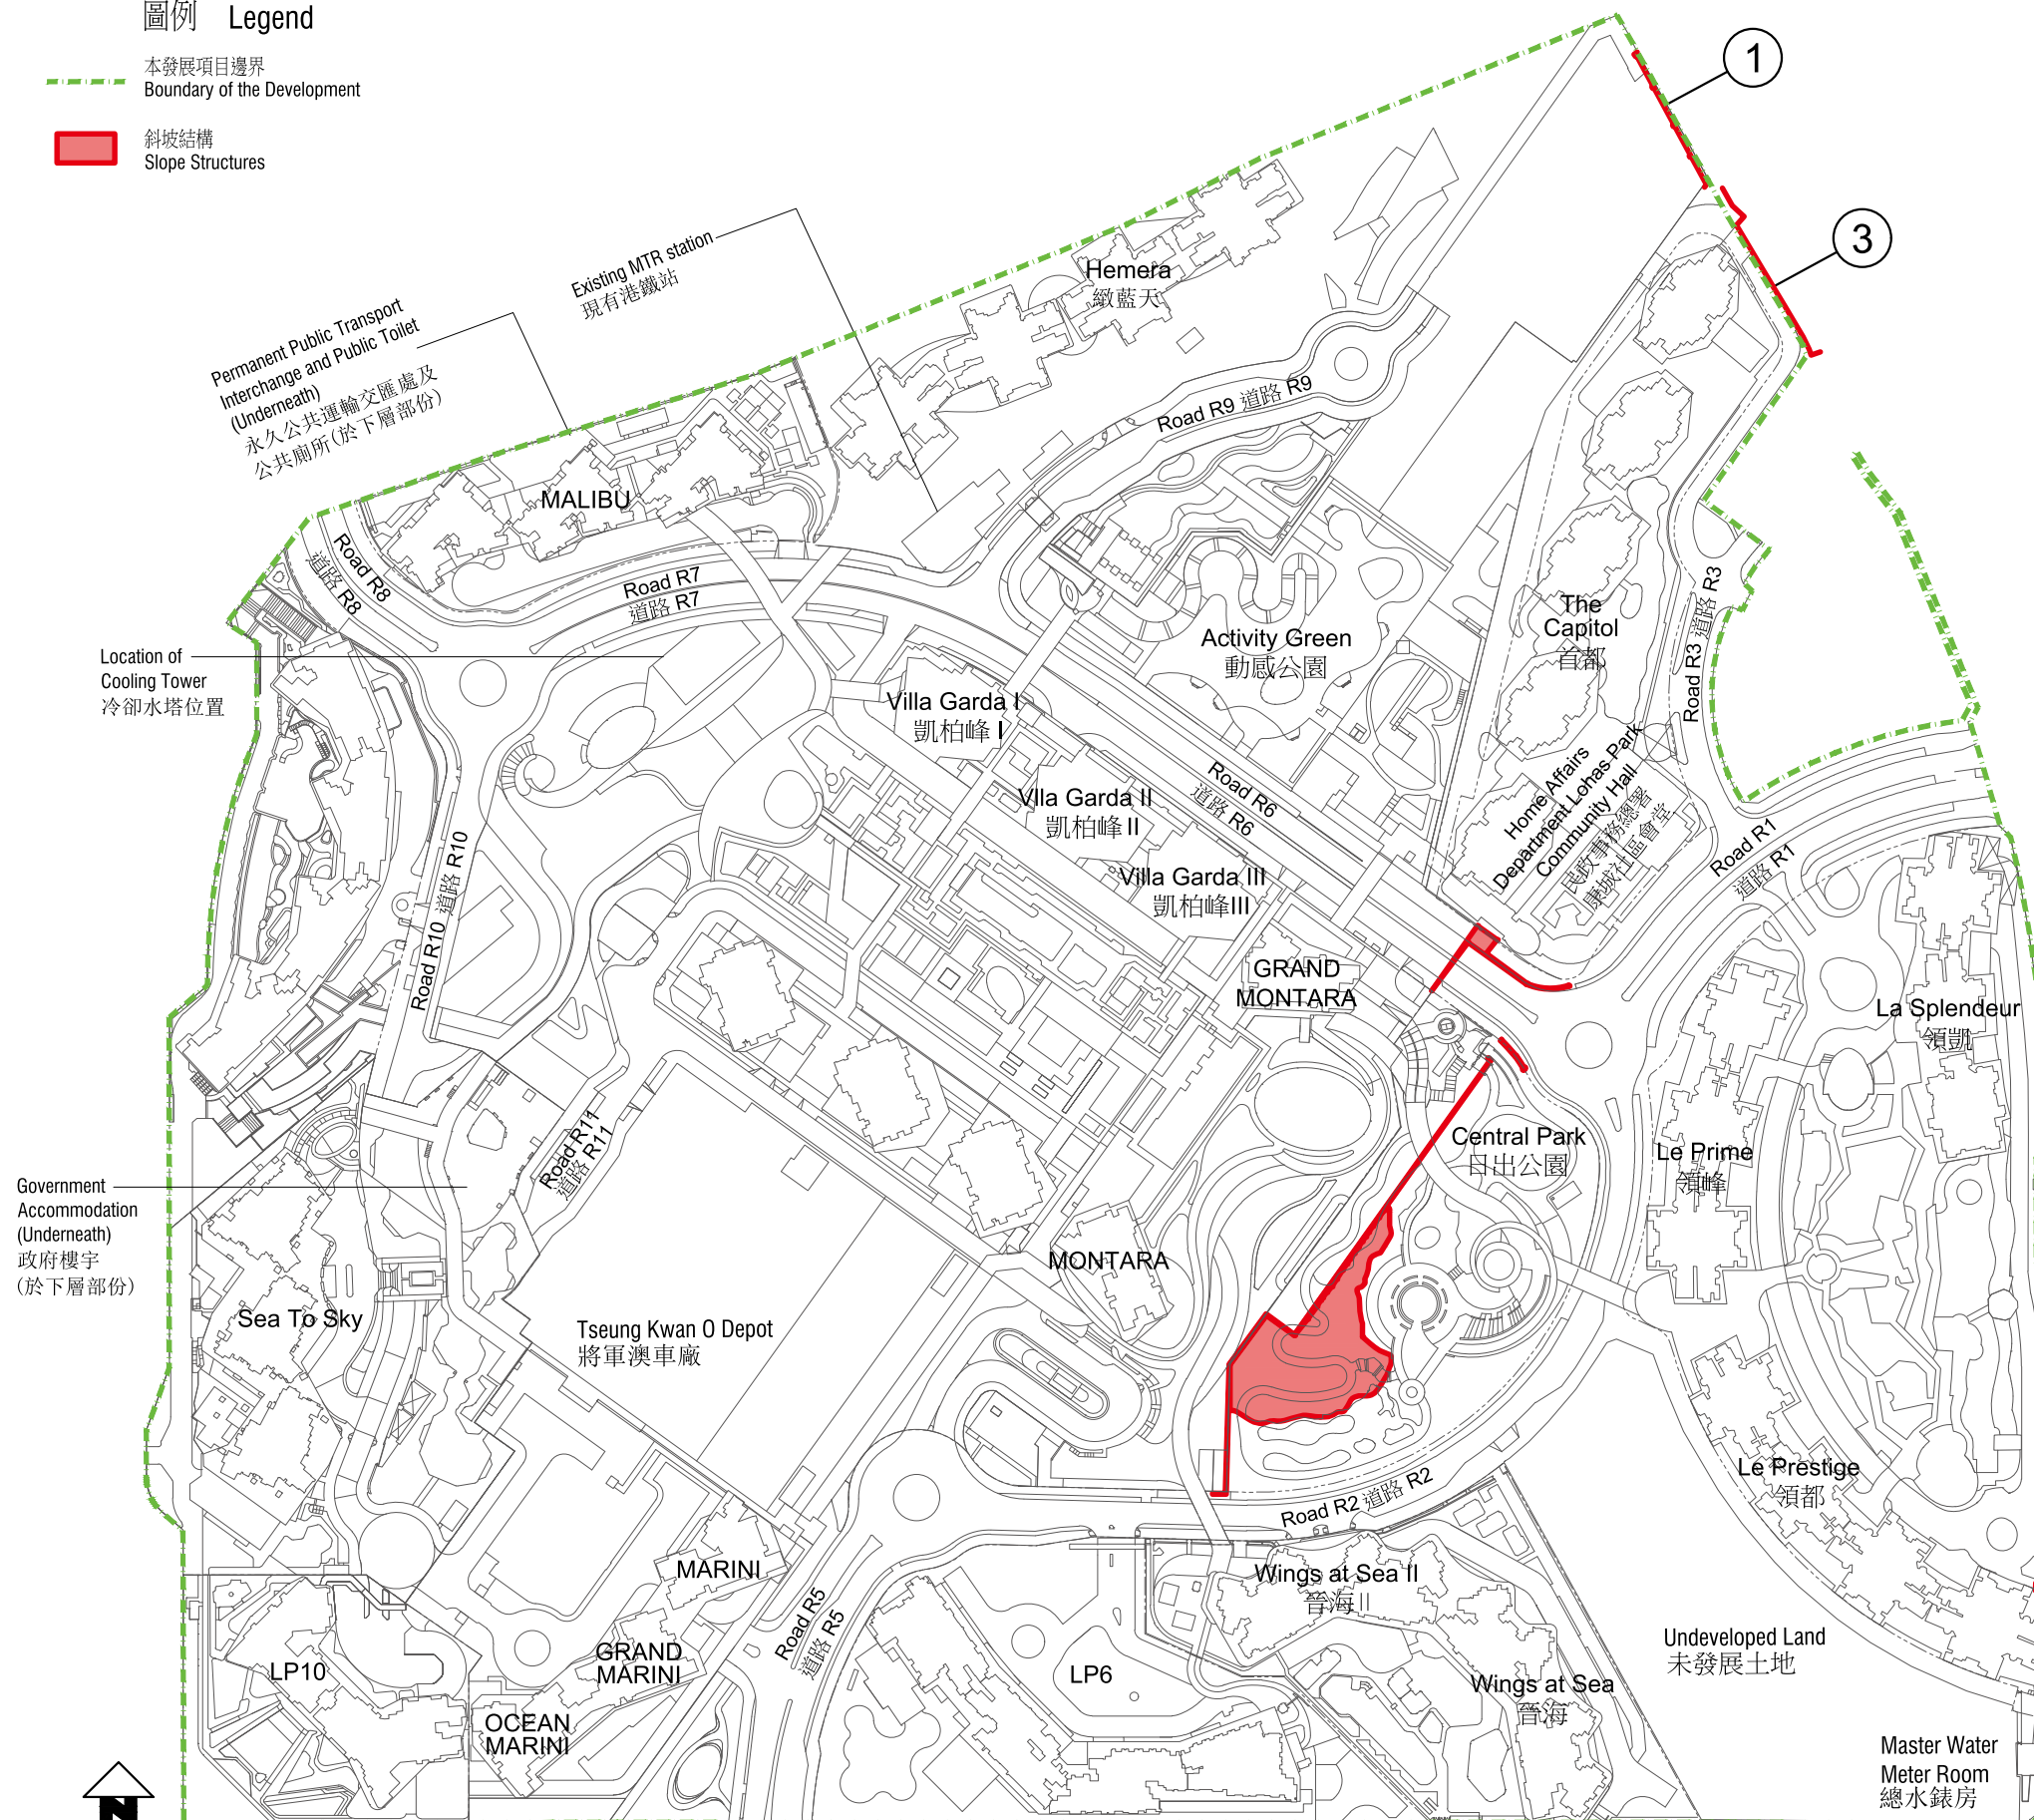 圖例 Legend
本發展項目邊界
Boundary of the Development
斜坡結構
Slope Structures
1
3
Existing MTR station
現有港鐵站
Permanent Public Transport
Interchange and Public Toilet
(Underneath)
永久公共運輸交匯處及
公共廁所(於下層部份)
Hemera
緻藍天
Road R9 道路 R9
MALIBU
Road R8
道路 R8
Road R7
道路 R7
Location of
Cooling Tower
冷卻水塔位置
Activity Green
動感公園
The
Capitol
首都
Road R3 道路 R3
Villa Garda I
凱柏峰 I
Vlla Garda II
凱柏峰 II
Villa Garda III
凱柏峰III
Road R6
道路 R6
Home Affairs
Department Lohas Park
Community Hall
民政事務總署
康城社區會堂
Road R1
道路 R1
Road R10 道路 R10
GRAND
MONTARA
La Splendeur
領凱
Central Park
日出公園
Le Prime
領峰
Road R11
道路 R11
Government
Accommodation
(Underneath)
政府樓宇
(於下層部份)
MONTARA
Sea To Sky
Tseung Kwan O Depot
將軍澳車廠
Le Prestige
領都
Road R2 道路 R2
MARINI
Wings at Sea II
晉海 II
Road R5
道路 R5
Undeveloped Land
未發展土地
GRAND
MARINI
LP10
LP6
Wings at Sea
晉海
OCEAN
MARINI
Master Water
Meter Room
總水錶房
N